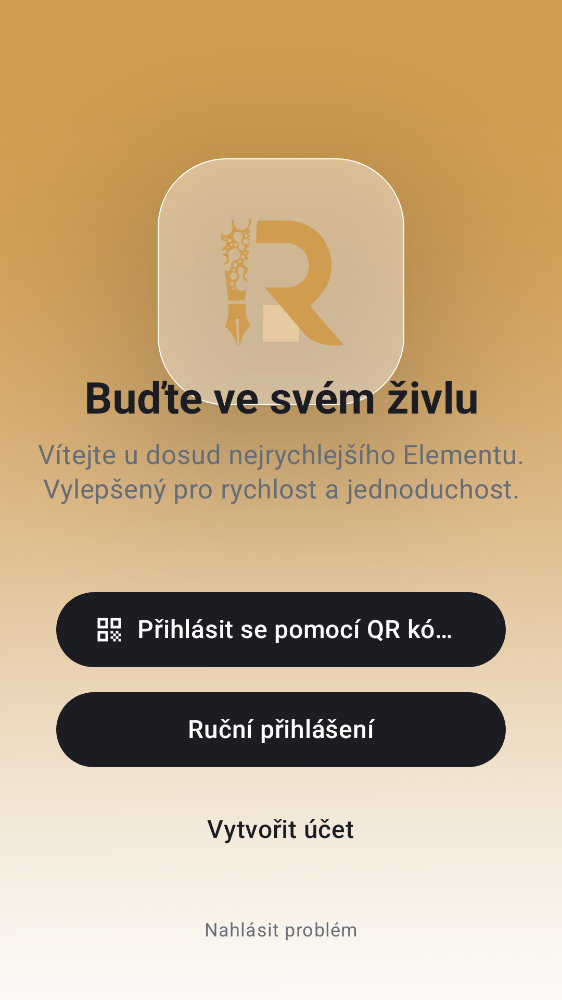 R
Buďte ve svém živlu
Vítejte u dosud nejrychlejšího Elementu.
Vylepšený pro rychlost a jednoduchost.
Přihlásit se pomocí QR kó…
Ruční přihlášení
Vytvořit účet
Nahlásit problém